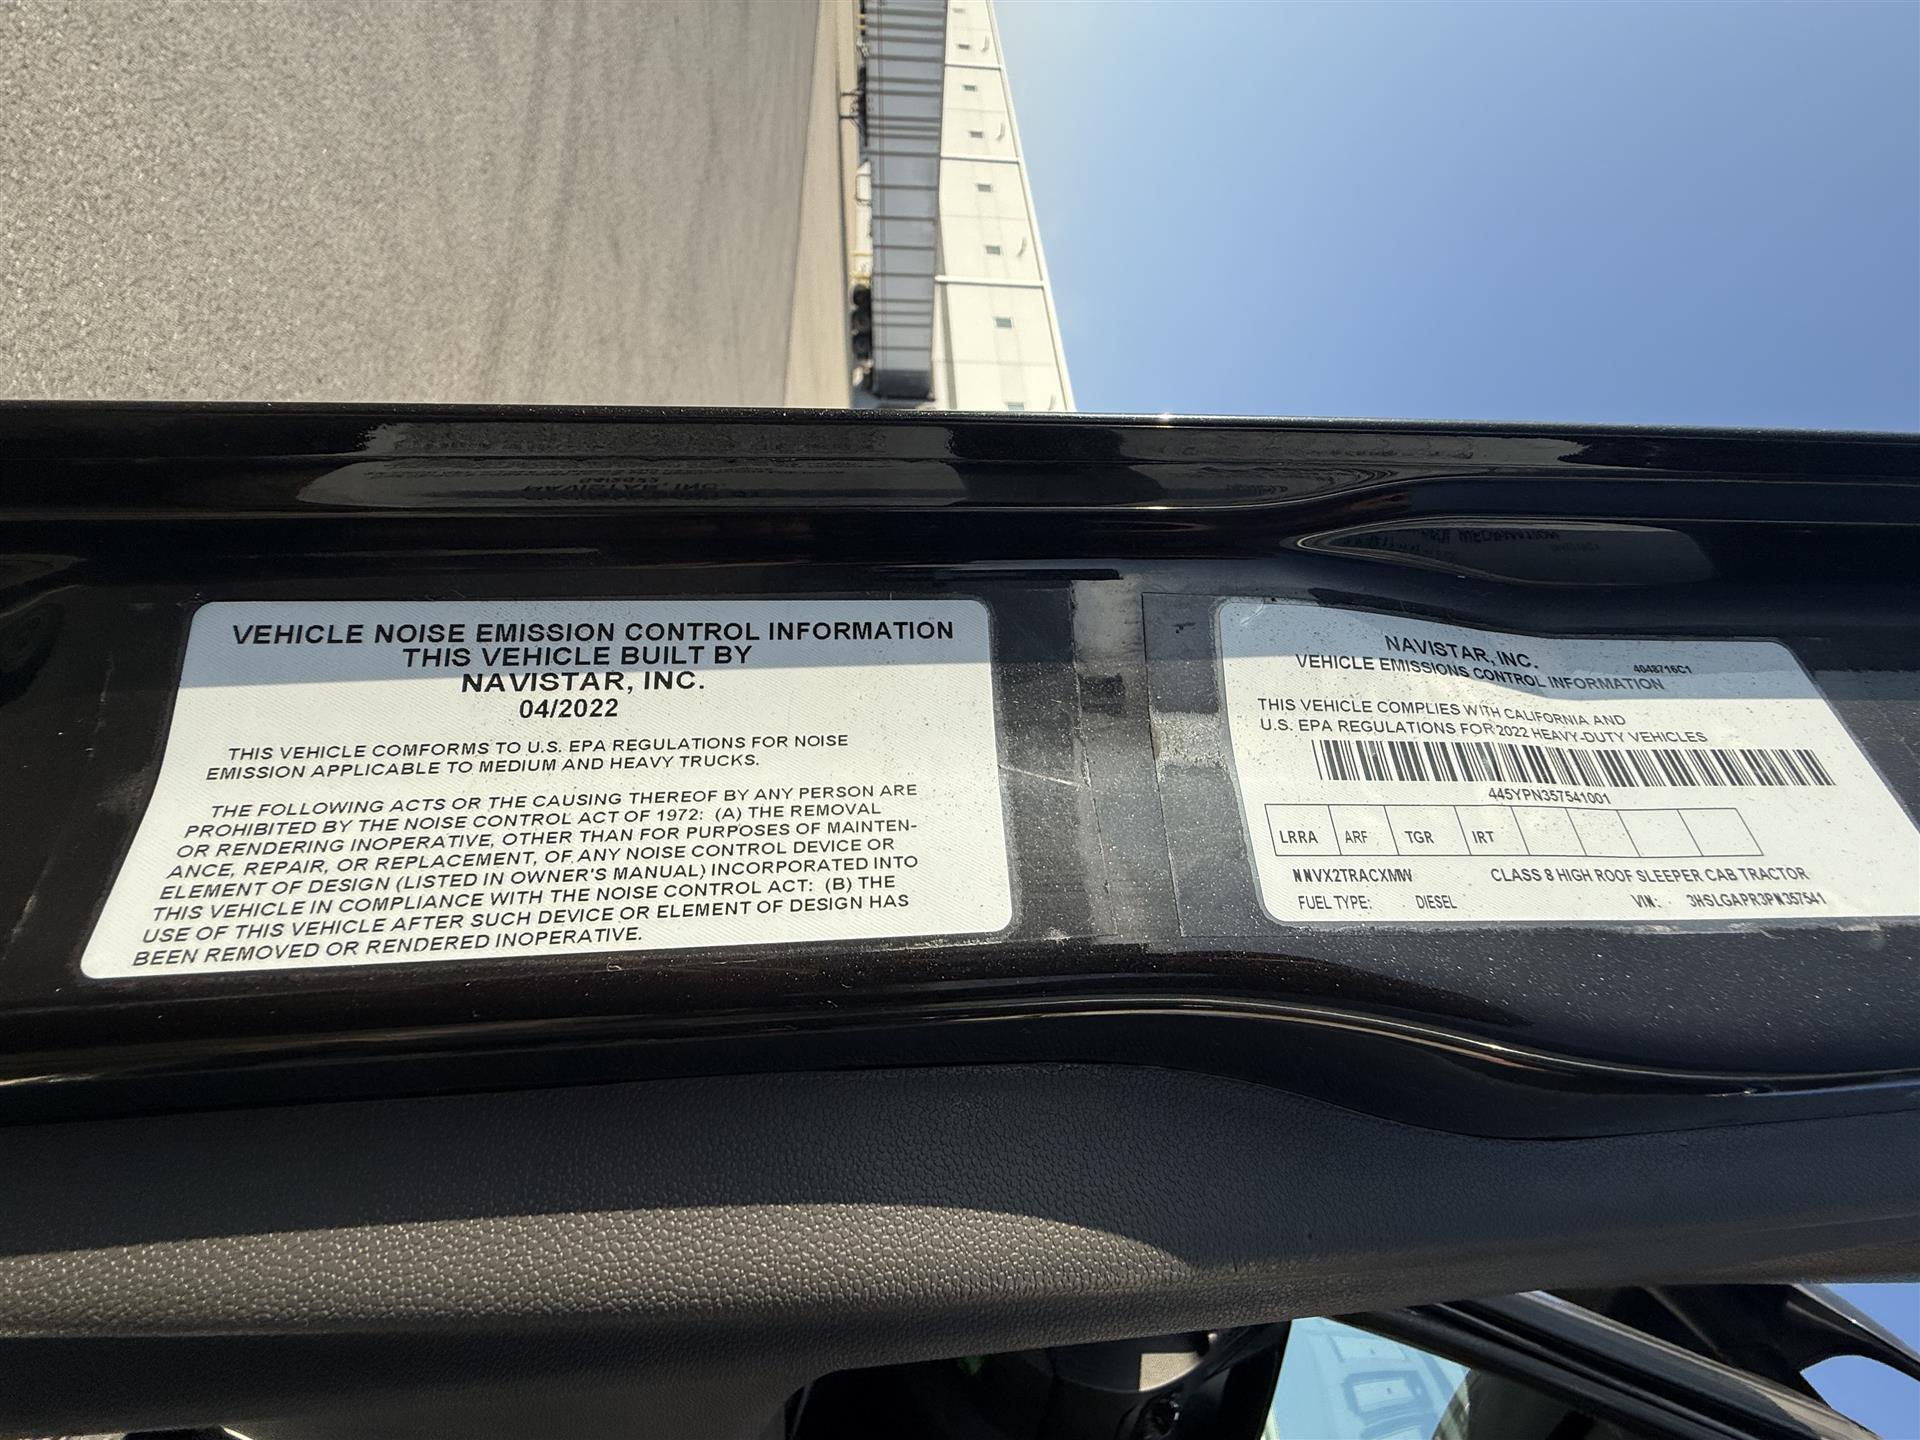 VEHICLE NOISE EMISSION CONTROL INFORMATION
THIS VEHICLE BUILT BY
NAVISTAR, INC.
04/2022
THIS VEHICLE COMFORMS TO U.S. EPA REGULATIONS FOR NOISE
EMISSION APPLICABLE TO MEDIUM AND HEAVY TRUCKS.
THE FOLLOWING ACTS OR THE CAUSING THEREOF BY ANY PERSON ARE
PROHIBITED BY THE NOISE CONTROL ACT OF 1972: (A) THE REMOVAL
OR RENDERING INOPERATIVE, OTHER THAN FOR PURPOSES OF MAINTEN-
ANCE, REPAIR, OR REPLACEMENT, OF ANY NOISE CONTROL DEVICE OR
ELEMENT OF DESIGN (LISTED IN OWNER'S MANUAL) INCORPORATED INTO
THIS VEHICLE IN COMPLIANCE WITH THE NOISE CONTROL ACT: (B) THE
USE OF THIS VEHICLE AFTER SUCH DEVICE OR ELEMENT OF DESIGN HAS
BEEN REMOVED OR RENDERED INOPERATIVE.
NAVISTAR, INC.
4048716C1
VEHICLE EMISSIONS CONTROL INFORMATION
THIS VEHICLE COMPLIES WITH CALIFORNIA AND
U.S. EPA REGULATIONS FOR 2022 HEAVY-DUTY VEHICLES
445YPN357541001
LRRA ARF TGR IRT
NNVX2TRACXMW CLASS 8 HIGH ROOF SLEEPER CAB TRACTOR
FUEL TYPE: DIESEL VIN: 3HSLGAPR3PN357541